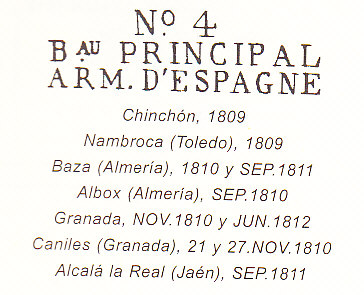 Nº 4
BAU PRINCIPAL
ARM. D'ESPAGNE
Chinchón, 1809
Nambroca (Toledo), 1809
Baza (Almería), 1810 y SEP.1811
Albox (Almería), SEP.1810
Granada, NOV.1810 y JUN.1812
Caniles (Granada), 21 y 27.NOV.1810
Alcalá la Real (Jaén), SEP.1811